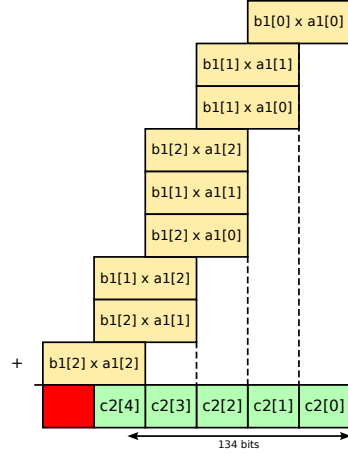 b1[0] x a1[0]
b1[1] x a1[1]
b1[1] x a1[0]
b1[2] x a1[2]
b1[1] x a1[1]
b1[2] x a1[0]
b1[1] x a1[2]
b1[2] x a1[1]
b1[2] x a1[2]
+
c2[4] c2[3] c2[2] c2[1] c2[0]
134 bits